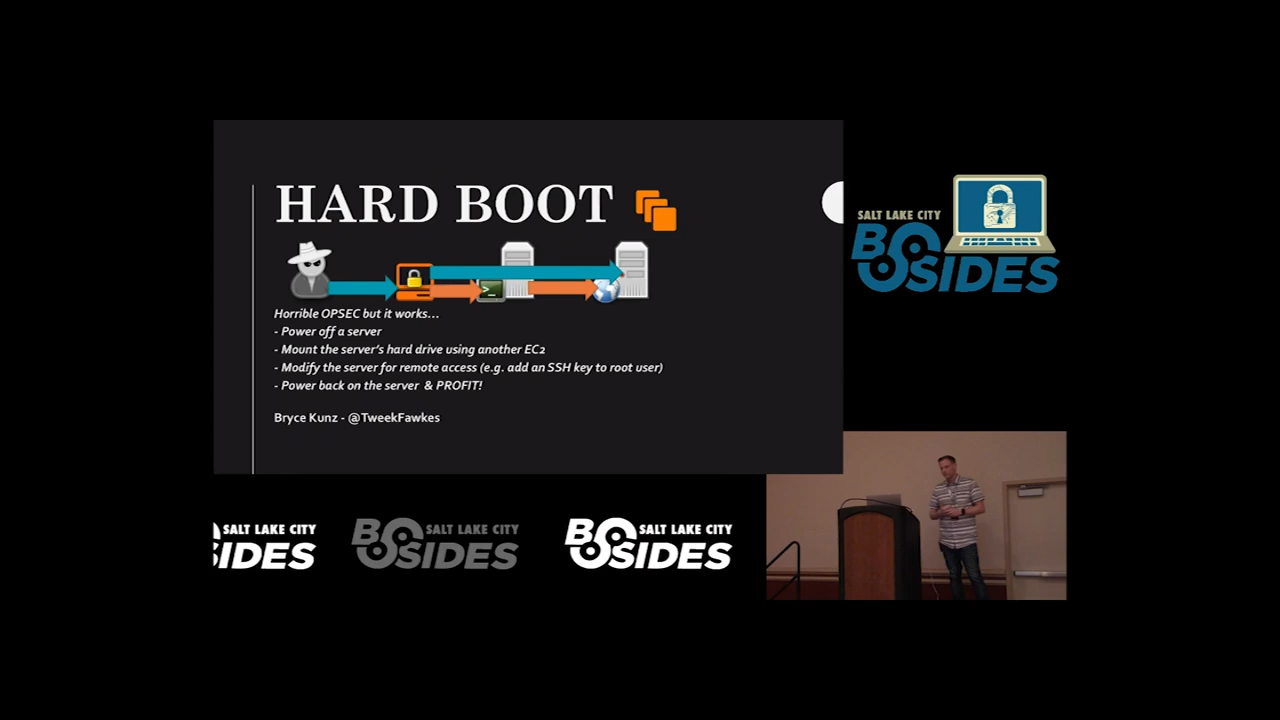 HARD BOOT
>_
Horrible OPSEC but it works...
- Power off a server
- Mount the server's hard drive using another EC2
- Modify the server for remote access (e.g. add an SSH key to root user)
- Power back on the server & PROFIT!
Bryce Kunz - @TweekFawkes
SALT LAKE CITY
BSIDES
SALT LAKE CITY
SIDES
SALT LAKE CITY
BSIDES
SALT LAKE CITY
BSIDES